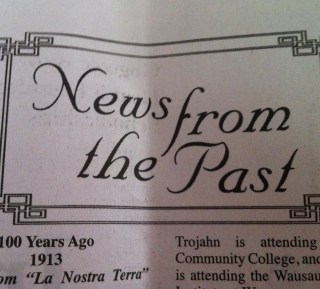 News from
the Past
100 Years Ago
1913
om "La Nostra Terra"
Trojahn is attending
Community College, and
is attending the Wausau